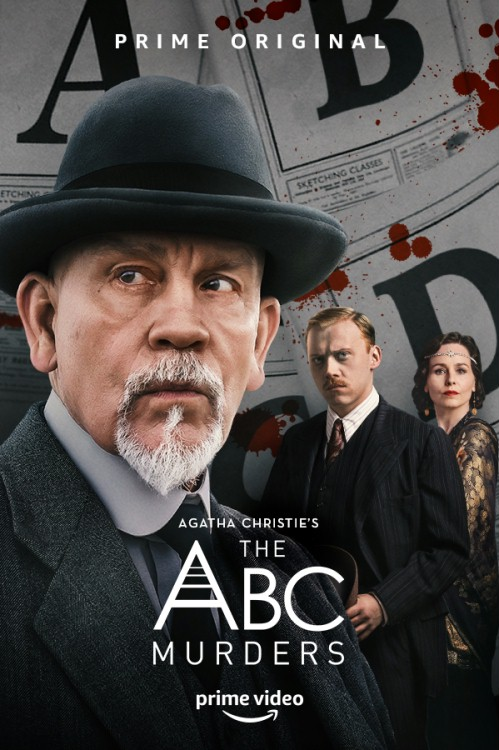 PRIME ORIGINAL
A
B
SKETCHING CLASSES
D
C
AGATHA CHRISTIE'S
THE
ABC
MURDERS
prime video